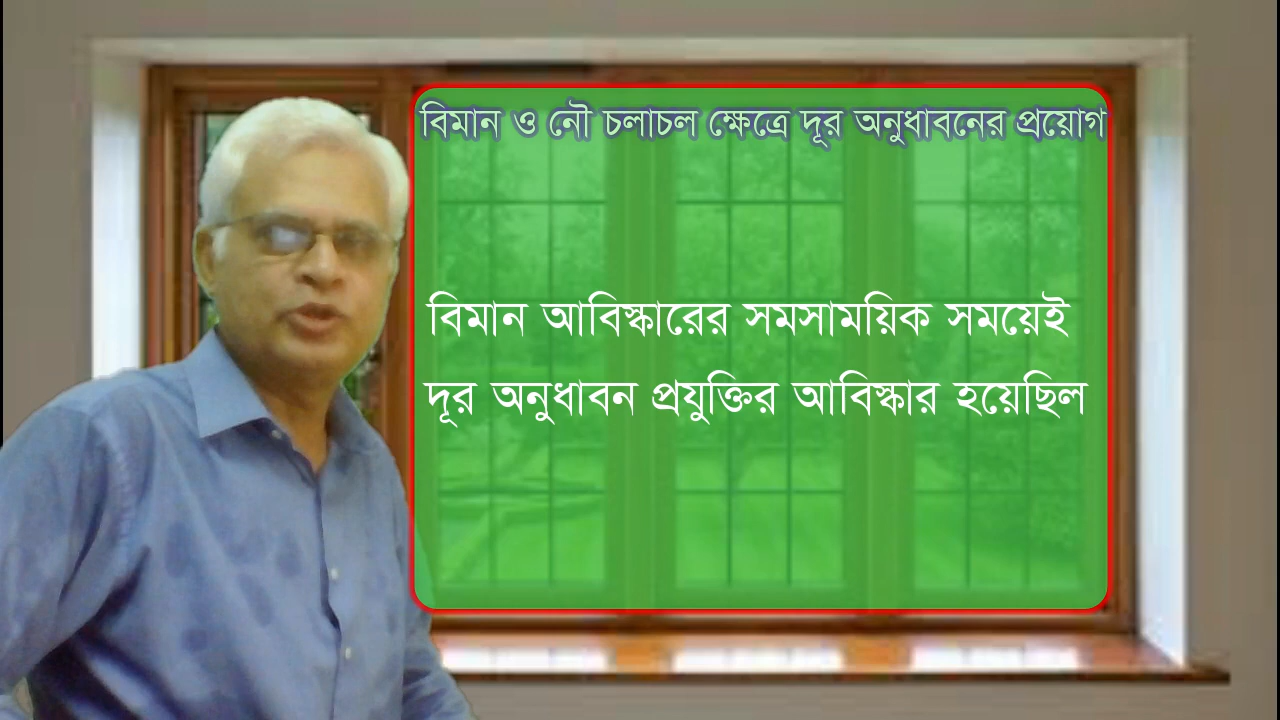 বিমান ও নৌ চলাচল ক্ষেত্রে দূর অনুধাবনের প্রয়োগ
বিমান আবিস্কারের সমসাময়িক সময়েই
দূর অনুধাবন প্রযুক্তির আবিস্কার হয়েছিল